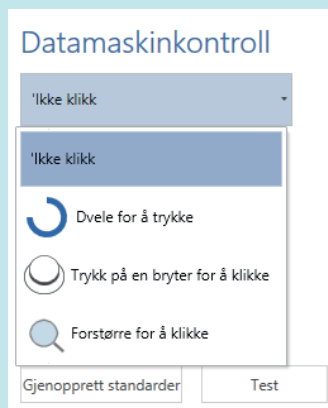 Datamaskinkontroll
'Ikke klikk
'Ikke klikk
Dvele for å trykke
Trykk på en bryter for å klikke
Forstørre for å klikke
Gjenopprett standarder
Test